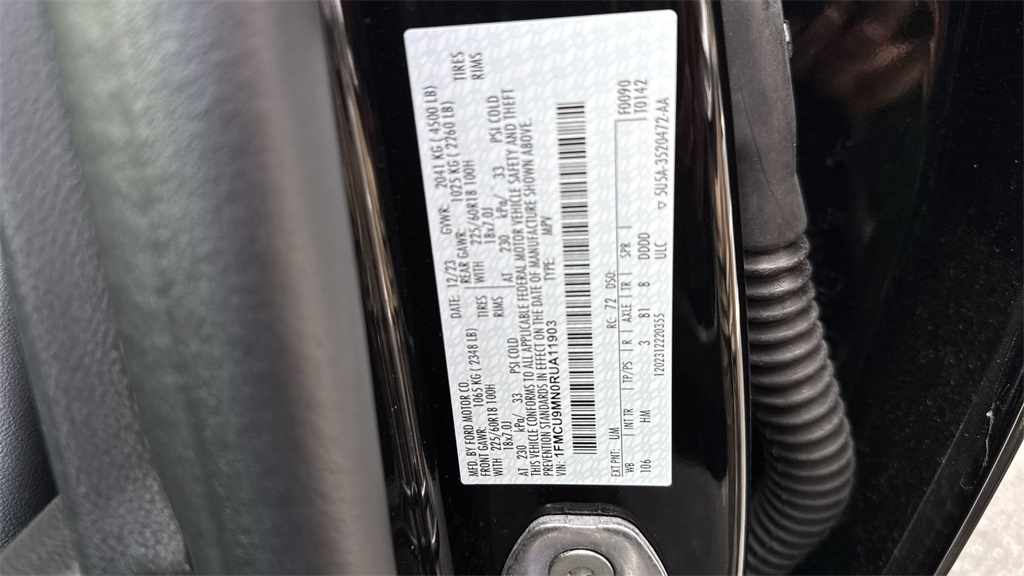 MFD. BY FORD MOTOR CO. DATE: 12/23 GVWR: 2041 KG ( 4500 LB)
FRONT GAWR: 1065 KG ( 2348 LB) REAR GAWR: 1025 KG ( 2260 LB)
WITH 225/60R18 100H TIRES WITH 225/60R18 100H TIRES
18x7.0J RIMS 18x7.0J RIMS
AT 230 kPa/ 33 PSI COLD AT 230 kPa/ 33 PSI COLD
THIS VEHICLE CONFORMS TO ALL APPLICABLE FEDERAL MOTOR VEHICLE SAFETY AND THEFT
PREVENTION STANDARDS IN EFFECT ON THE DATE OF MANUFACTURE SHOWN ABOVE.
VIN: 1FMCU9MN0RUA11903 TYPE: MPV
F0090
EXT PNT: UM RC: 72 DSO: T0142
WB INT TR TP/PS R AXLE TR SPR
106 HM 3 B1 8 DDDD
12023122210355 ULC 5U5A-3520472-AA